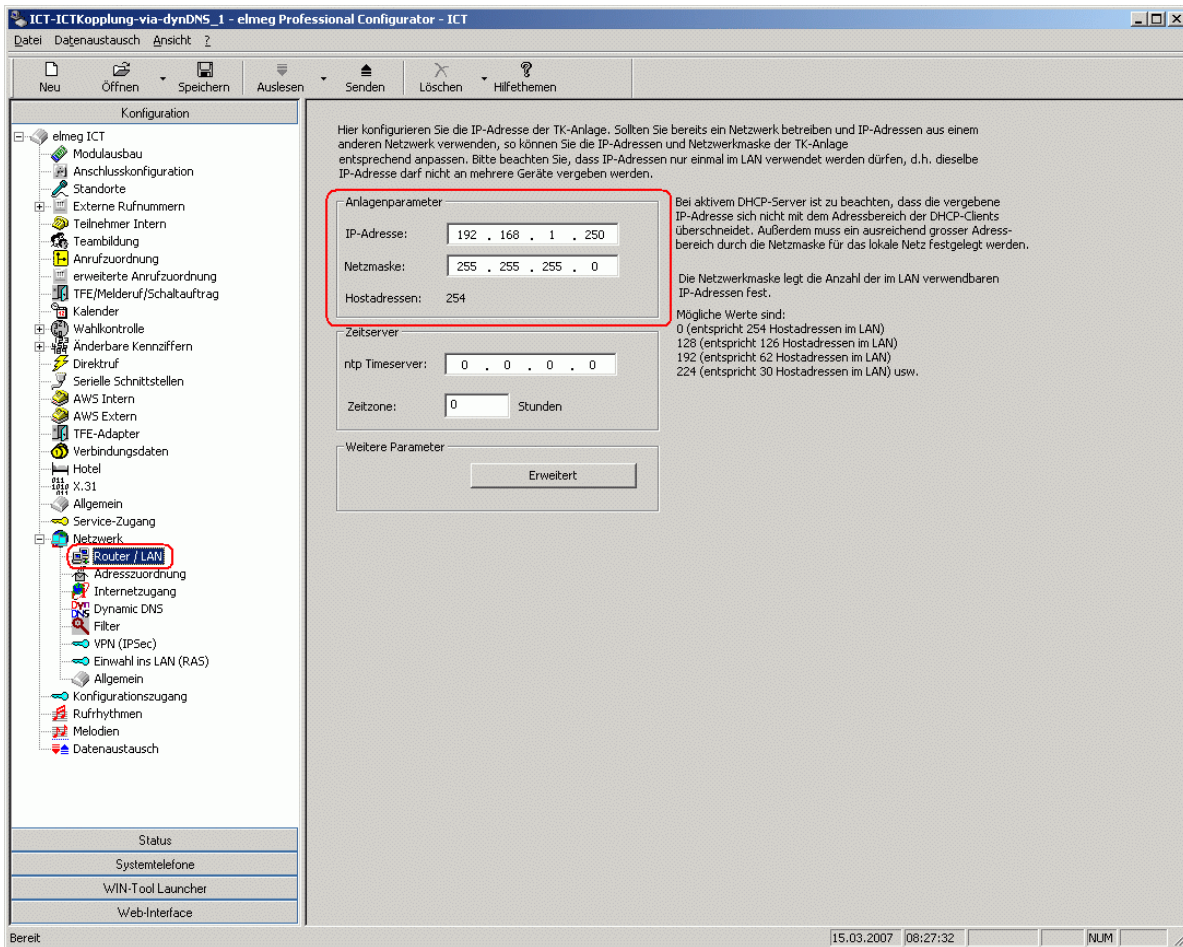 ICT-ICTKopplung-via-dynDNS_1 - elmeg Professional Configurator - ICT
Datei Datenaustausch Ansicht ?
Neu Öffnen Speichern Auslesen Senden Löschen Hilfethemen
Konfiguration
elmeg ICT
Modulausbau
Anschlusskonfiguration
Standorte
Externe Rufnummern
Teilnehmer Intern
Teambildung
Anrufzuordnung
erweiterte Anrufzuordnung
TFE/Melderuf/Schaltauftrag
Kalender
Wahlkontrolle
Änderbare Kennziffern
Direktruf
Serielle Schnittstellen
AWS Intern
AWS Extern
TFE-Adapter
Verbindungsdaten
Hotel
X.31
Allgemein
Service-Zugang
Netzwerk
Router / LAN
Adresszuordnung
Internetzugang
Dynamic DNS
Filter
VPN (IPSec)
Einwahl ins LAN (RAS)
Allgemein
Konfigurationszugang
Rufrhythmen
Melodien
Datenaustausch
Status
Systemtelefone
WIN-Tool Launcher
Web-Interface
Hier konfigurieren Sie die IP-Adresse der TK-Anlage. Sollten Sie bereits ein Netzwerk betreiben und IP-Adressen aus einem
anderen Netzwerk verwenden, so können Sie die IP-Adressen und Netzwerkmaske der TK-Anlage
entsprechend anpassen. Bitte beachten Sie, dass IP-Adressen nur einmal im LAN verwendet werden dürfen, d.h. dieselbe
IP-Adresse darf nicht an mehrere Geräte vergeben werden.
Anlagenparameter
IP-Adresse: 192 . 168 . 1 . 250
Netzmaske: 255 . 255 . 255 . 0
Hostadressen: 254
Zeitserver
ntp Timeserver: 0 . 0 . 0 . 0
Zeitzone: 0 Stunden
Weitere Parameter
Erweitert
Bei aktivem DHCP-Server ist zu beachten, dass die vergebene
IP-Adresse sich nicht mit dem Adressbereich der DHCP-Clients
überschneidet. Außerdem muss ein ausreichend grosser Adress-
bereich durch die Netzmaske für das lokale Netz festgelegt werden.
Die Netzwerkmaske legt die Anzahl der im LAN verwendbaren
IP-Adressen fest.
Mögliche Werte sind:
0 (entspricht 254 Hostadressen im LAN)
128 (entspricht 126 Hostadressen im LAN)
192 (entspricht 62 Hostadressen im LAN)
224 (entspricht 30 Hostadressen im LAN) usw.
Bereit 15.03.2007 08:27:32 NUM